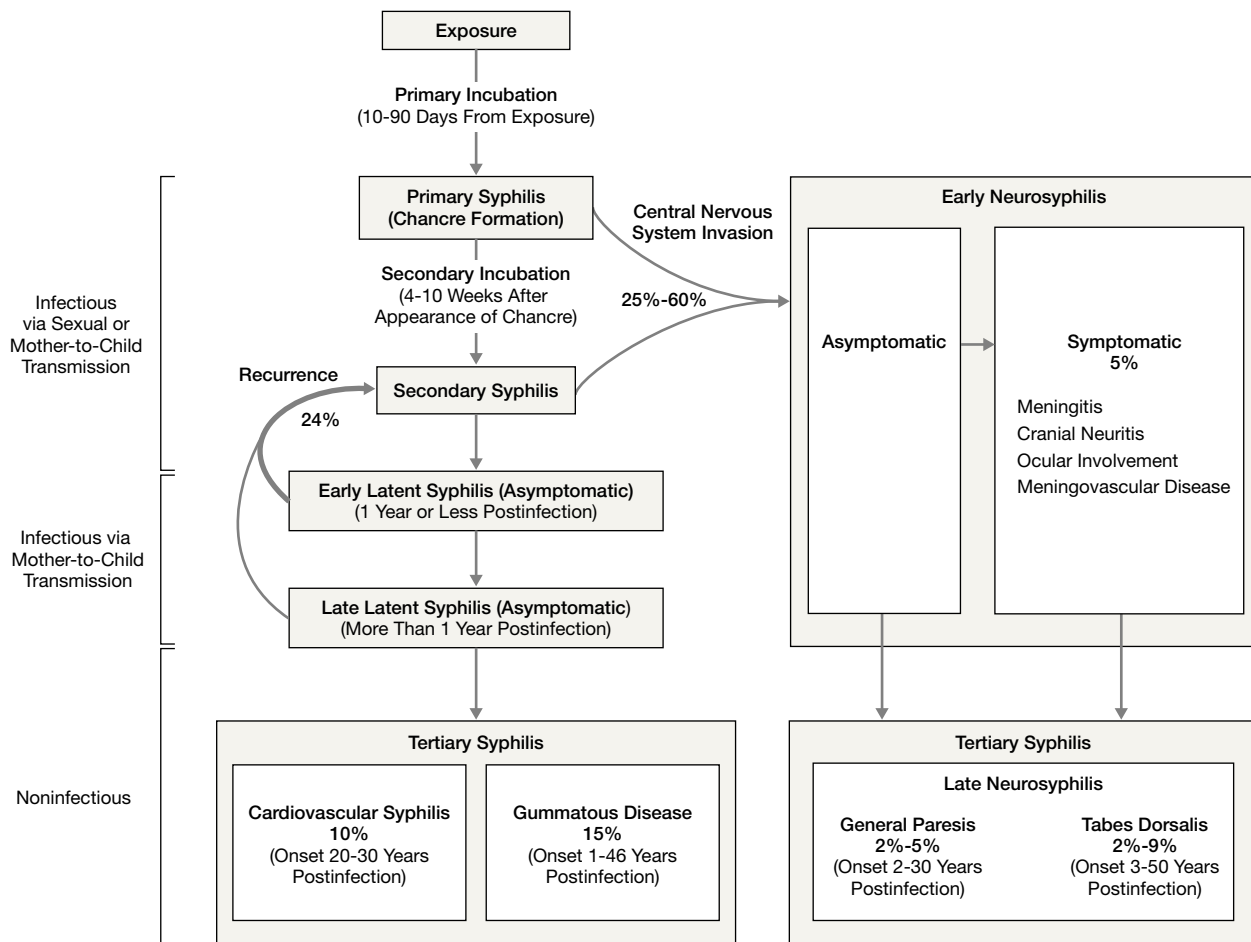 Exposure
Primary Incubation
(10-90 Days From Exposure)
Infectious
via Sexual or
Mother-to-Child
Transmission
Primary Syphilis
(Chancre Formation)
Central Nervous
System Invasion
25%-60%
Secondary Incubation
(4-10 Weeks After
Appearance of Chancre)
Recurrence
24%
Secondary Syphilis
Early Neurosyphilis
Asymptomatic
Symptomatic
5%
Meningitis
Cranial Neuritis
Ocular Involvement
Meningovascular Disease
Infectious via
Mother-to-Child
Transmission
Early Latent Syphilis (Asymptomatic)
(1 Year or Less Postinfection)
Late Latent Syphilis (Asymptomatic)
(More Than 1 Year Postinfection)
Noninfectious
Tertiary Syphilis
Cardiovascular Syphilis
10%
(Onset 20-30 Years
Postinfection)
Gummatous Disease
15%
(Onset 1-46 Years
Postinfection)
Tertiary Syphilis
Late Neurosyphilis
General Paresis
2%-5%
(Onset 2-30 Years
Postinfection)
Tabes Dorsalis
2%-9%
(Onset 3-50 Years
Postinfection)